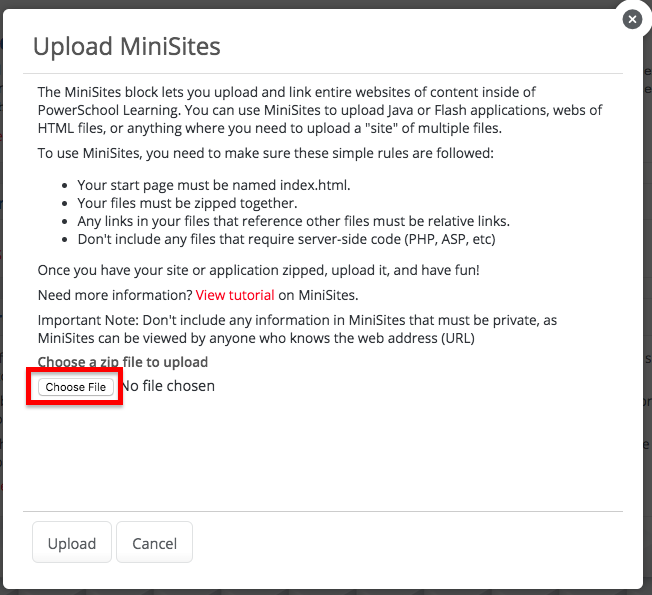 Upload MiniSites
The MiniSites block lets you upload and link entire websites of content inside of
PowerSchool Learning. You can use MiniSites to upload Java or Flash applications, webs of
HTML files, or anything where you need to upload a "site" of multiple files.
To use MiniSites, you need to make sure these simple rules are followed:
• Your start page must be named index.html.
• Your files must be zipped together.
• Any links in your files that reference other files must be relative links.
• Don't include any files that require server-side code (PHP, ASP, etc)
Once you have your site or application zipped, upload it, and have fun!
Need more information? View tutorial on MiniSites.
Important Note: Don't include any information in MiniSites that must be private, as
MiniSites can be viewed by anyone who knows the web address (URL)
Choose a zip file to upload
Choose File No file chosen
Upload Cancel